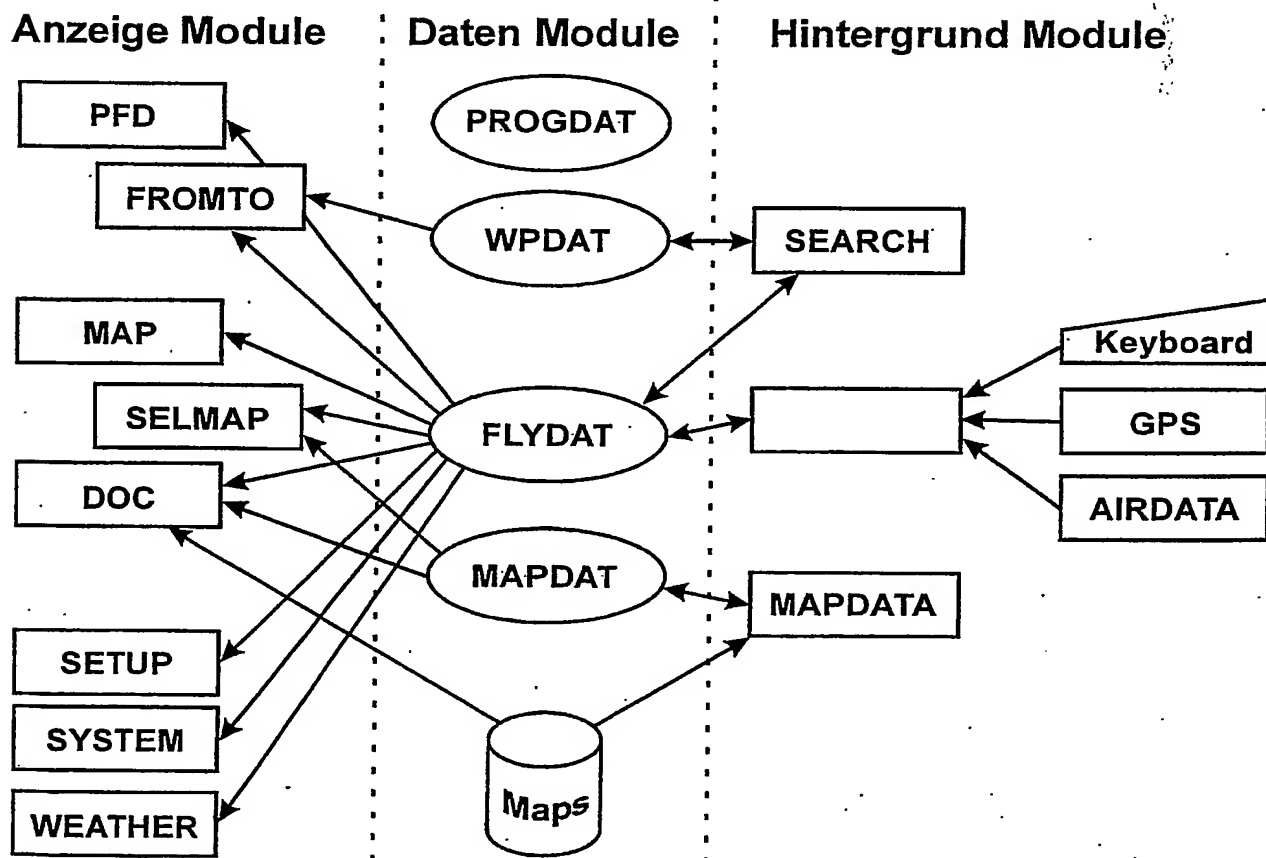 Anzeige Module
Daten Module
Hintergrund Module
PFD
PROGDAT
FROMTO
WPDAT
SEARCH
MAP
Keyboard
SELMAP
FLYDAT
GPS
DOC
AIRDATA
MAPDAT
MAPDATA
SETUP
SYSTEM
Maps
WEATHER